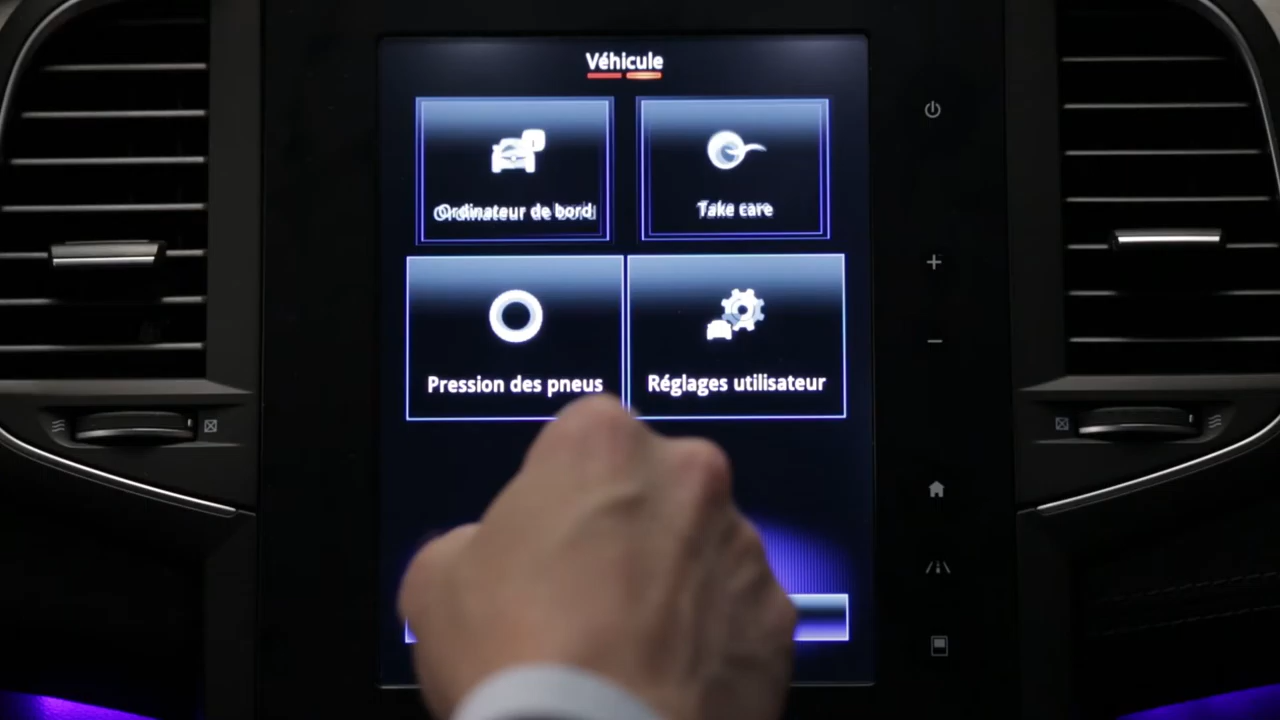 Véhicule
Ordinateur de bord
Take care
Pression des pneus
Réglages utilisateur
+
−